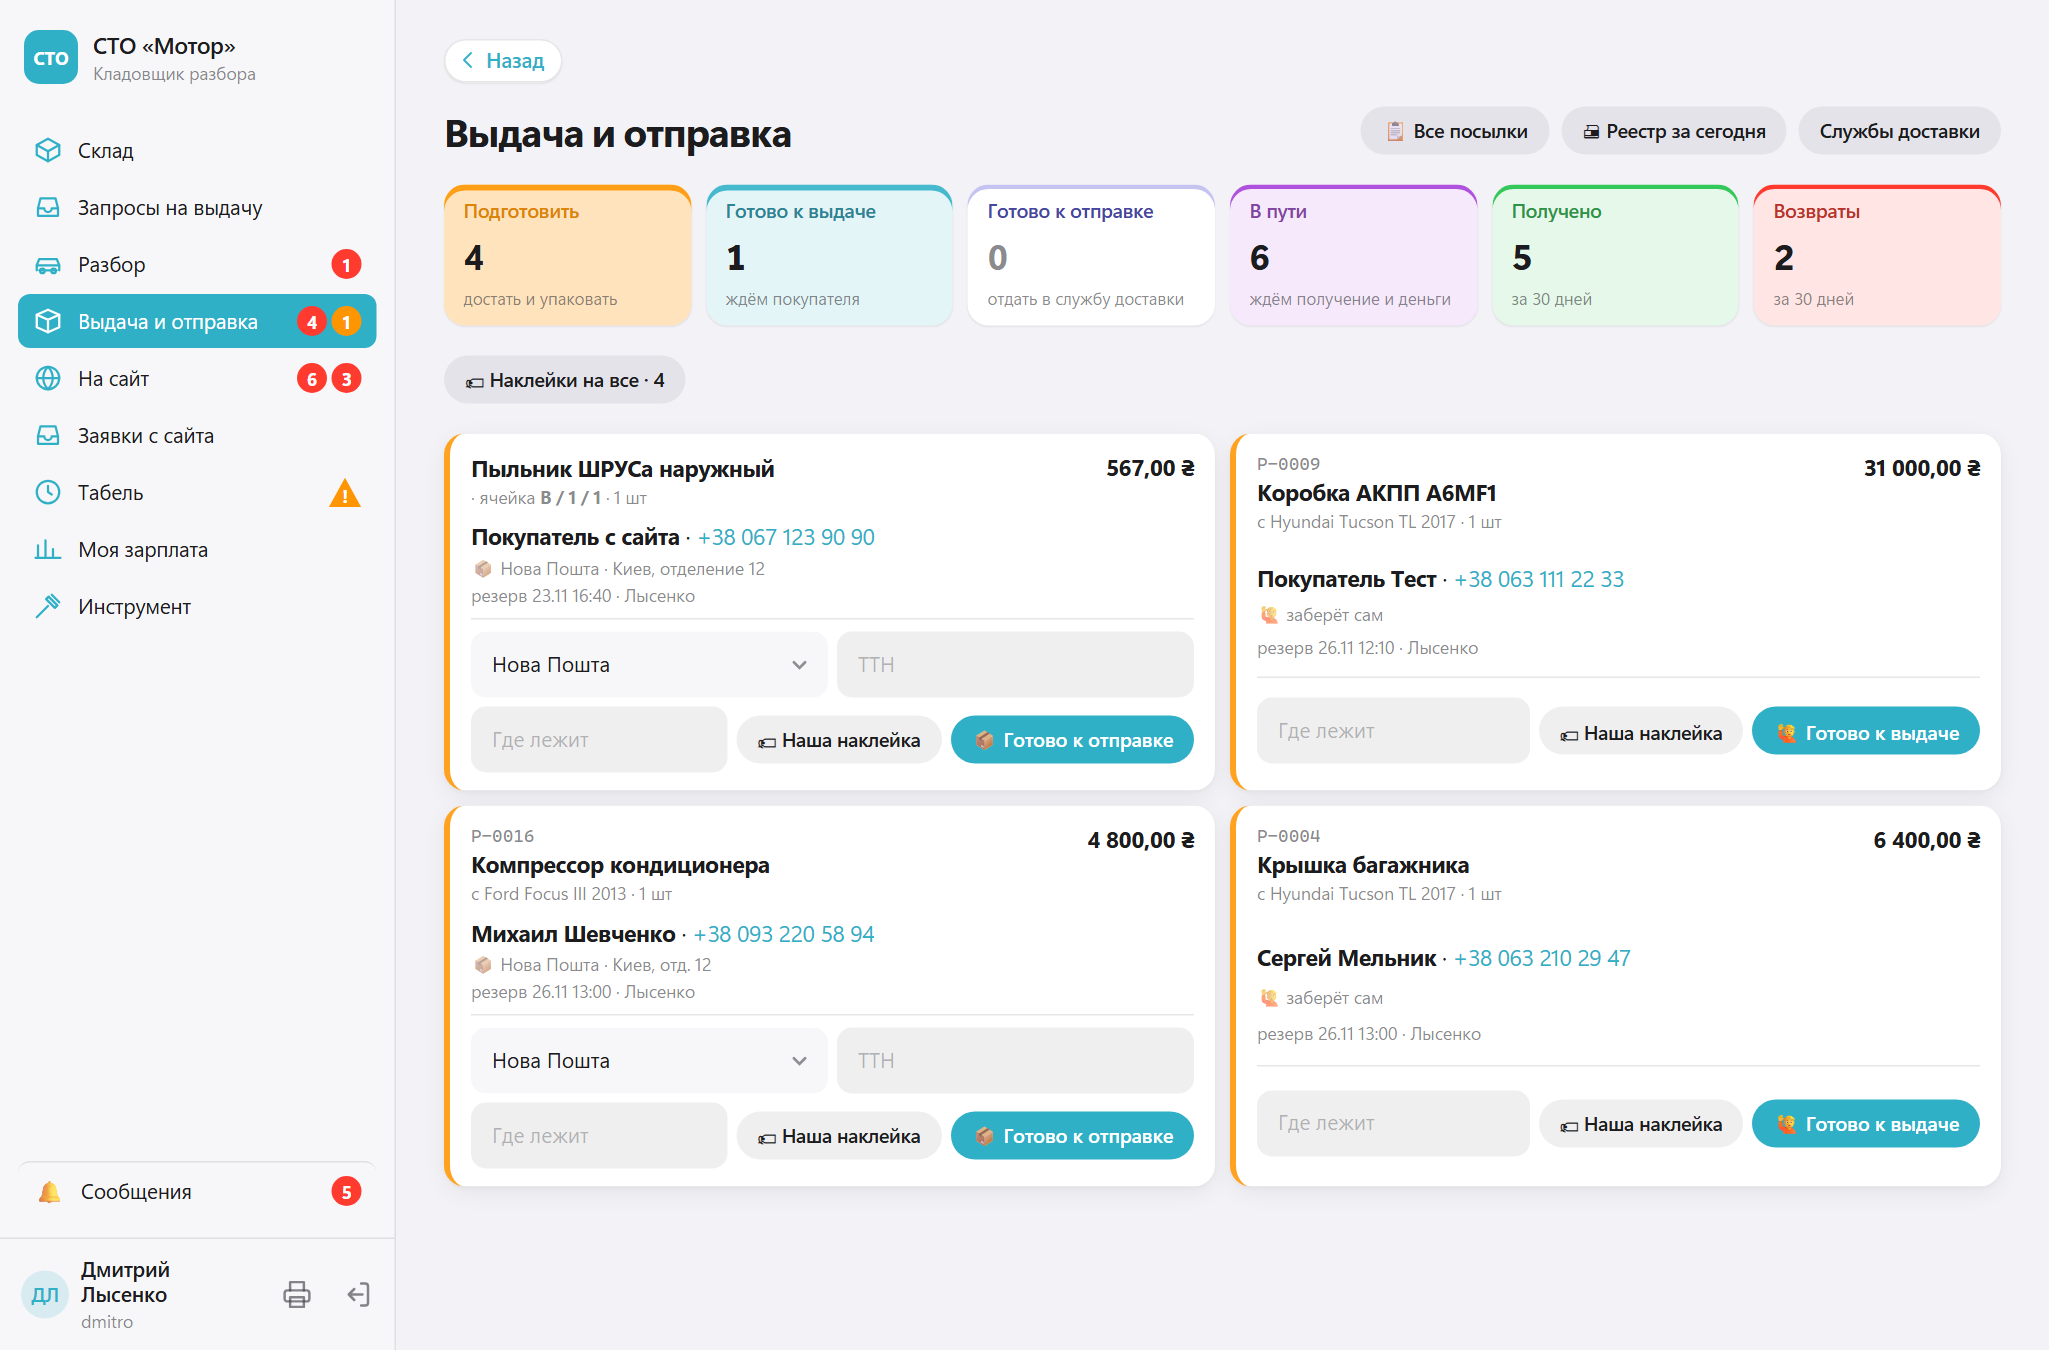 СТО
СТО «Мотор»
Кладовщик разбора
Склад
Запросы на выдачу
Разбор 1
Выдача и отправка 4 1
На сайт 6 3
Заявки с сайта
Табель
Моя зарплата
Инструмент
Сообщения 5
ДЛ
Дмитрий
Лысенко
dmitro
Назад
Выдача и отправка
Все посылки
Реестр за сегодня
Службы доставки
Подготовить
4
достать и упаковать
Готово к выдаче
1
ждём покупателя
Готово к отправке
0
отдать в службу доставки
В пути
6
ждём получение и деньги
Получено
5
за 30 дней
Возвраты
2
за 30 дней
Наклейки на все · 4
Пыльник ШРУСа наружный 567,00 ₴
· ячейка B / 1 / 1 · 1 шт
Покупатель с сайта · +38 067 123 90 90
Нова Пошта · Киев, отделение 12
резерв 23.11 16:40 · Лысенко
Нова Пошта
ТТН
Где лежит
Наша наклейка
Готово к отправке
P-0009
Коробка АКПП A6MF1 31 000,00 ₴
с Hyundai Tucson TL 2017 · 1 шт
Покупатель Тест · +38 063 111 22 33
заберёт сам
резерв 26.11 12:10 · Лысенко
Где лежит
Наша наклейка
Готово к выдаче
P-0016
Компрессор кондиционера 4 800,00 ₴
с Ford Focus III 2013 · 1 шт
Михаил Шевченко · +38 093 220 58 94
Нова Пошта · Киев, отд. 12
резерв 26.11 13:00 · Лысенко
Нова Пошта
ТТН
Где лежит
Наша наклейка
Готово к отправке
P-0004
Крышка багажника 6 400,00 ₴
с Hyundai Tucson TL 2017 · 1 шт
Сергей Мельник · +38 063 210 29 47
заберёт сам
резерв 26.11 13:00 · Лысенко
Где лежит
Наша наклейка
Готово к выдаче